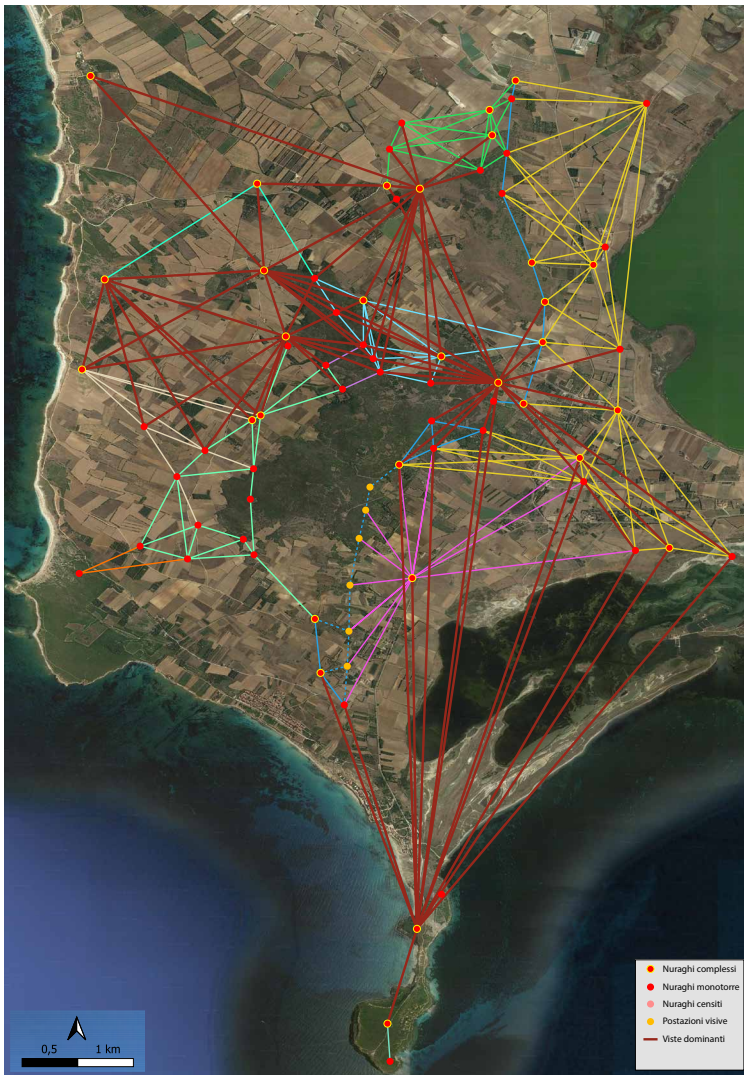 Nuraghi complessi
Nuraghi monotorre
Nuraghi censiti
Postazioni visive
Viste dominanti
0,5 1 km